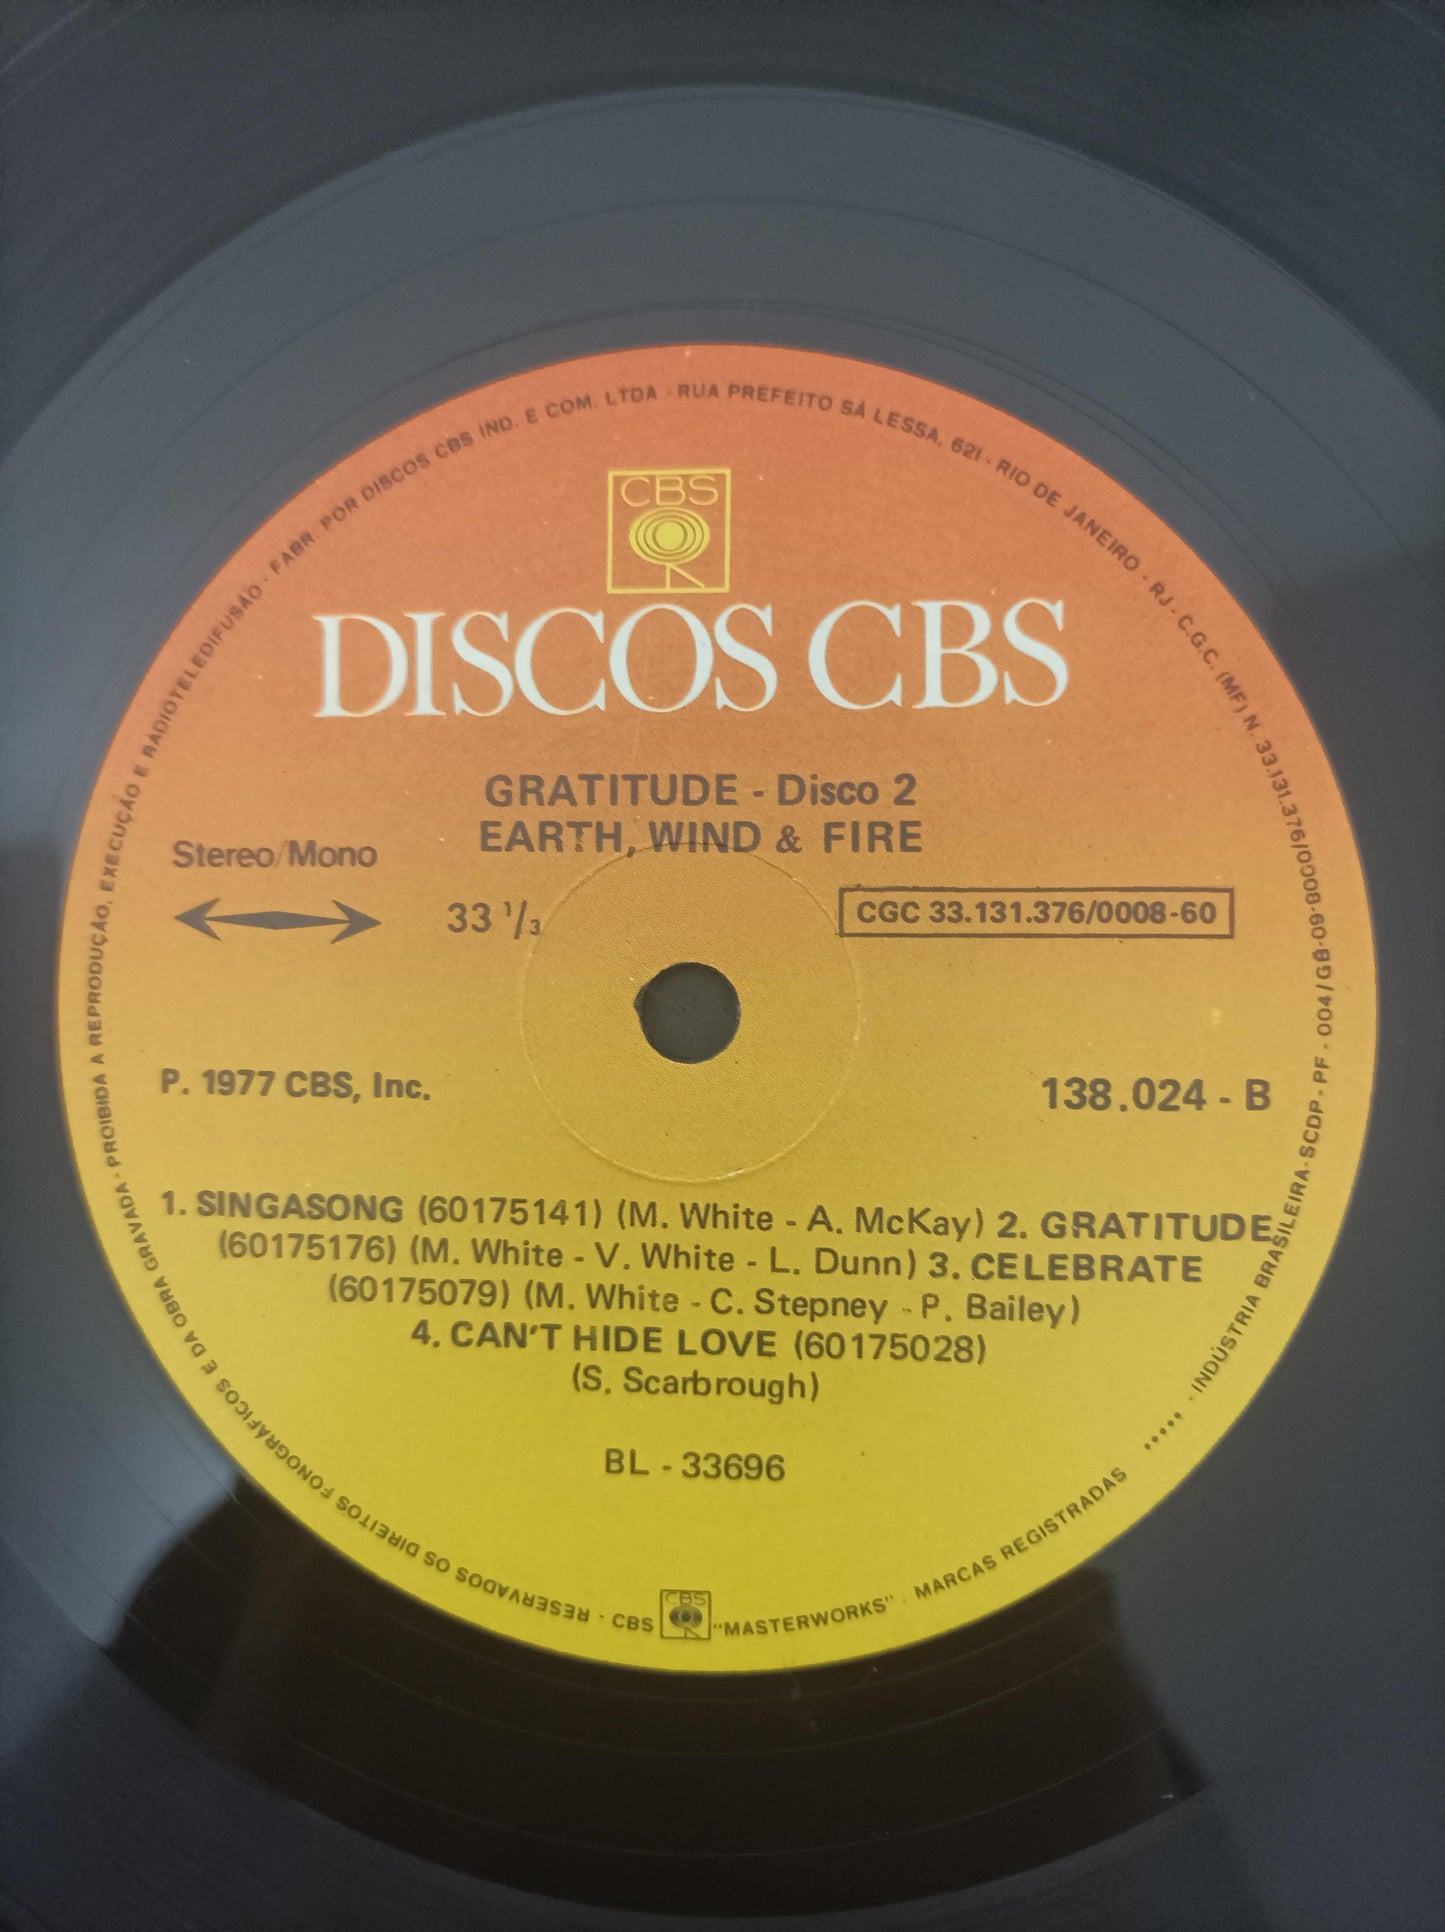 FABR. POR DISCOS CBS IND. E COM. LTDA · RUA PREFEITO SÁ LESSA, 621 · RIO DE JANEIRO · RJ · C.G.C. (MF) N. 33.131.376/0008-60 · SCDP · PF · 004/GB · INDÚSTRIA BRASILEIRA
CBS
DISCOS CBS
GRATITUDE - Disco 2
EARTH, WIND & FIRE
Stereo/Mono
33 1/3
CGC 33.131.376/0008-60
P. 1977 CBS, Inc.
138.024 - B
1. SINGASONG (60175141) (M. White - A. McKay) 2. GRATITUDE
(60175176) (M. White - V. White - L. Dunn) 3. CELEBRATE
(60175079) (M. White - C. Stepney - P. Bailey)
4. CAN'T HIDE LOVE (60175028)
(S. Scarbrough)
BL - 33696
CBS CBS "MASTERWORKS" · MARCAS REGISTRADAS
RESERVADOS OS DIREITOS FONOGRÁFICOS E DA OBRA GRAVADA · PROIBIDA A REPRODUÇÃO, EXECUÇÃO E RADIOTELEDIFUSÃO ·